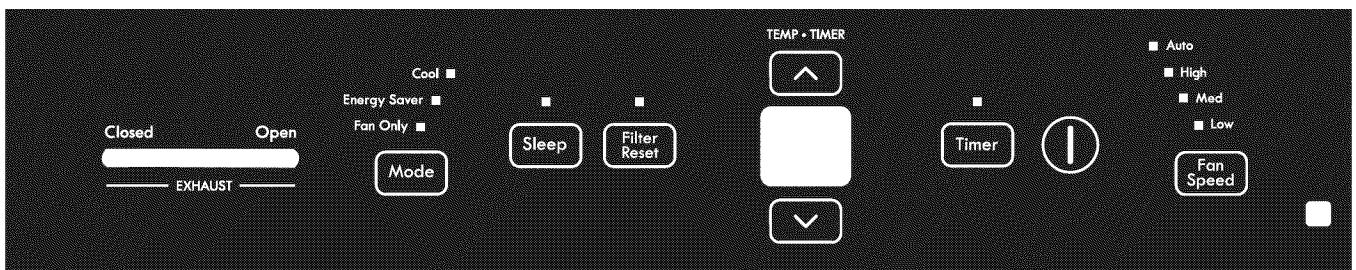 Closed Open
EXHAUST
Cool
Energy Saver
Fan Only
Mode
Sleep
Filter
Reset
TEMP • TIMER
Timer
Auto
High
Med
Low
Fan
Speed